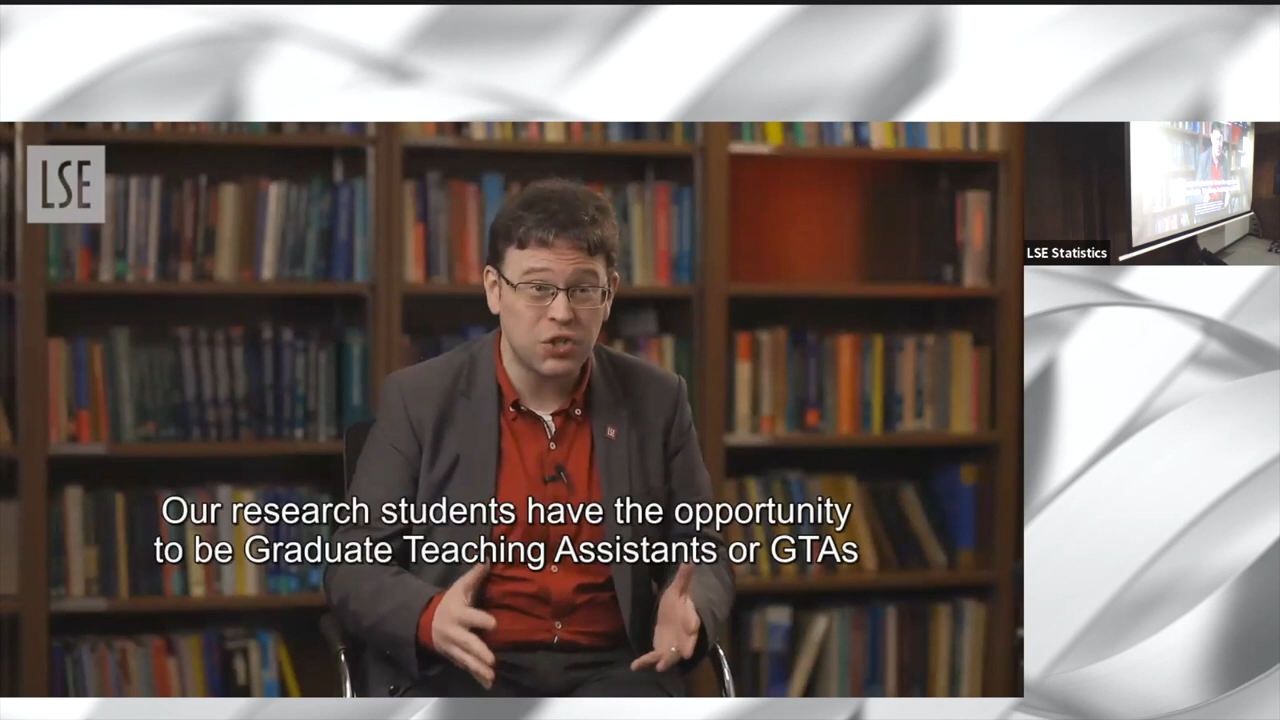 LSE
Our research students have the opportunity
to be Graduate Teaching Assistants or GTAs
LSE Statistics